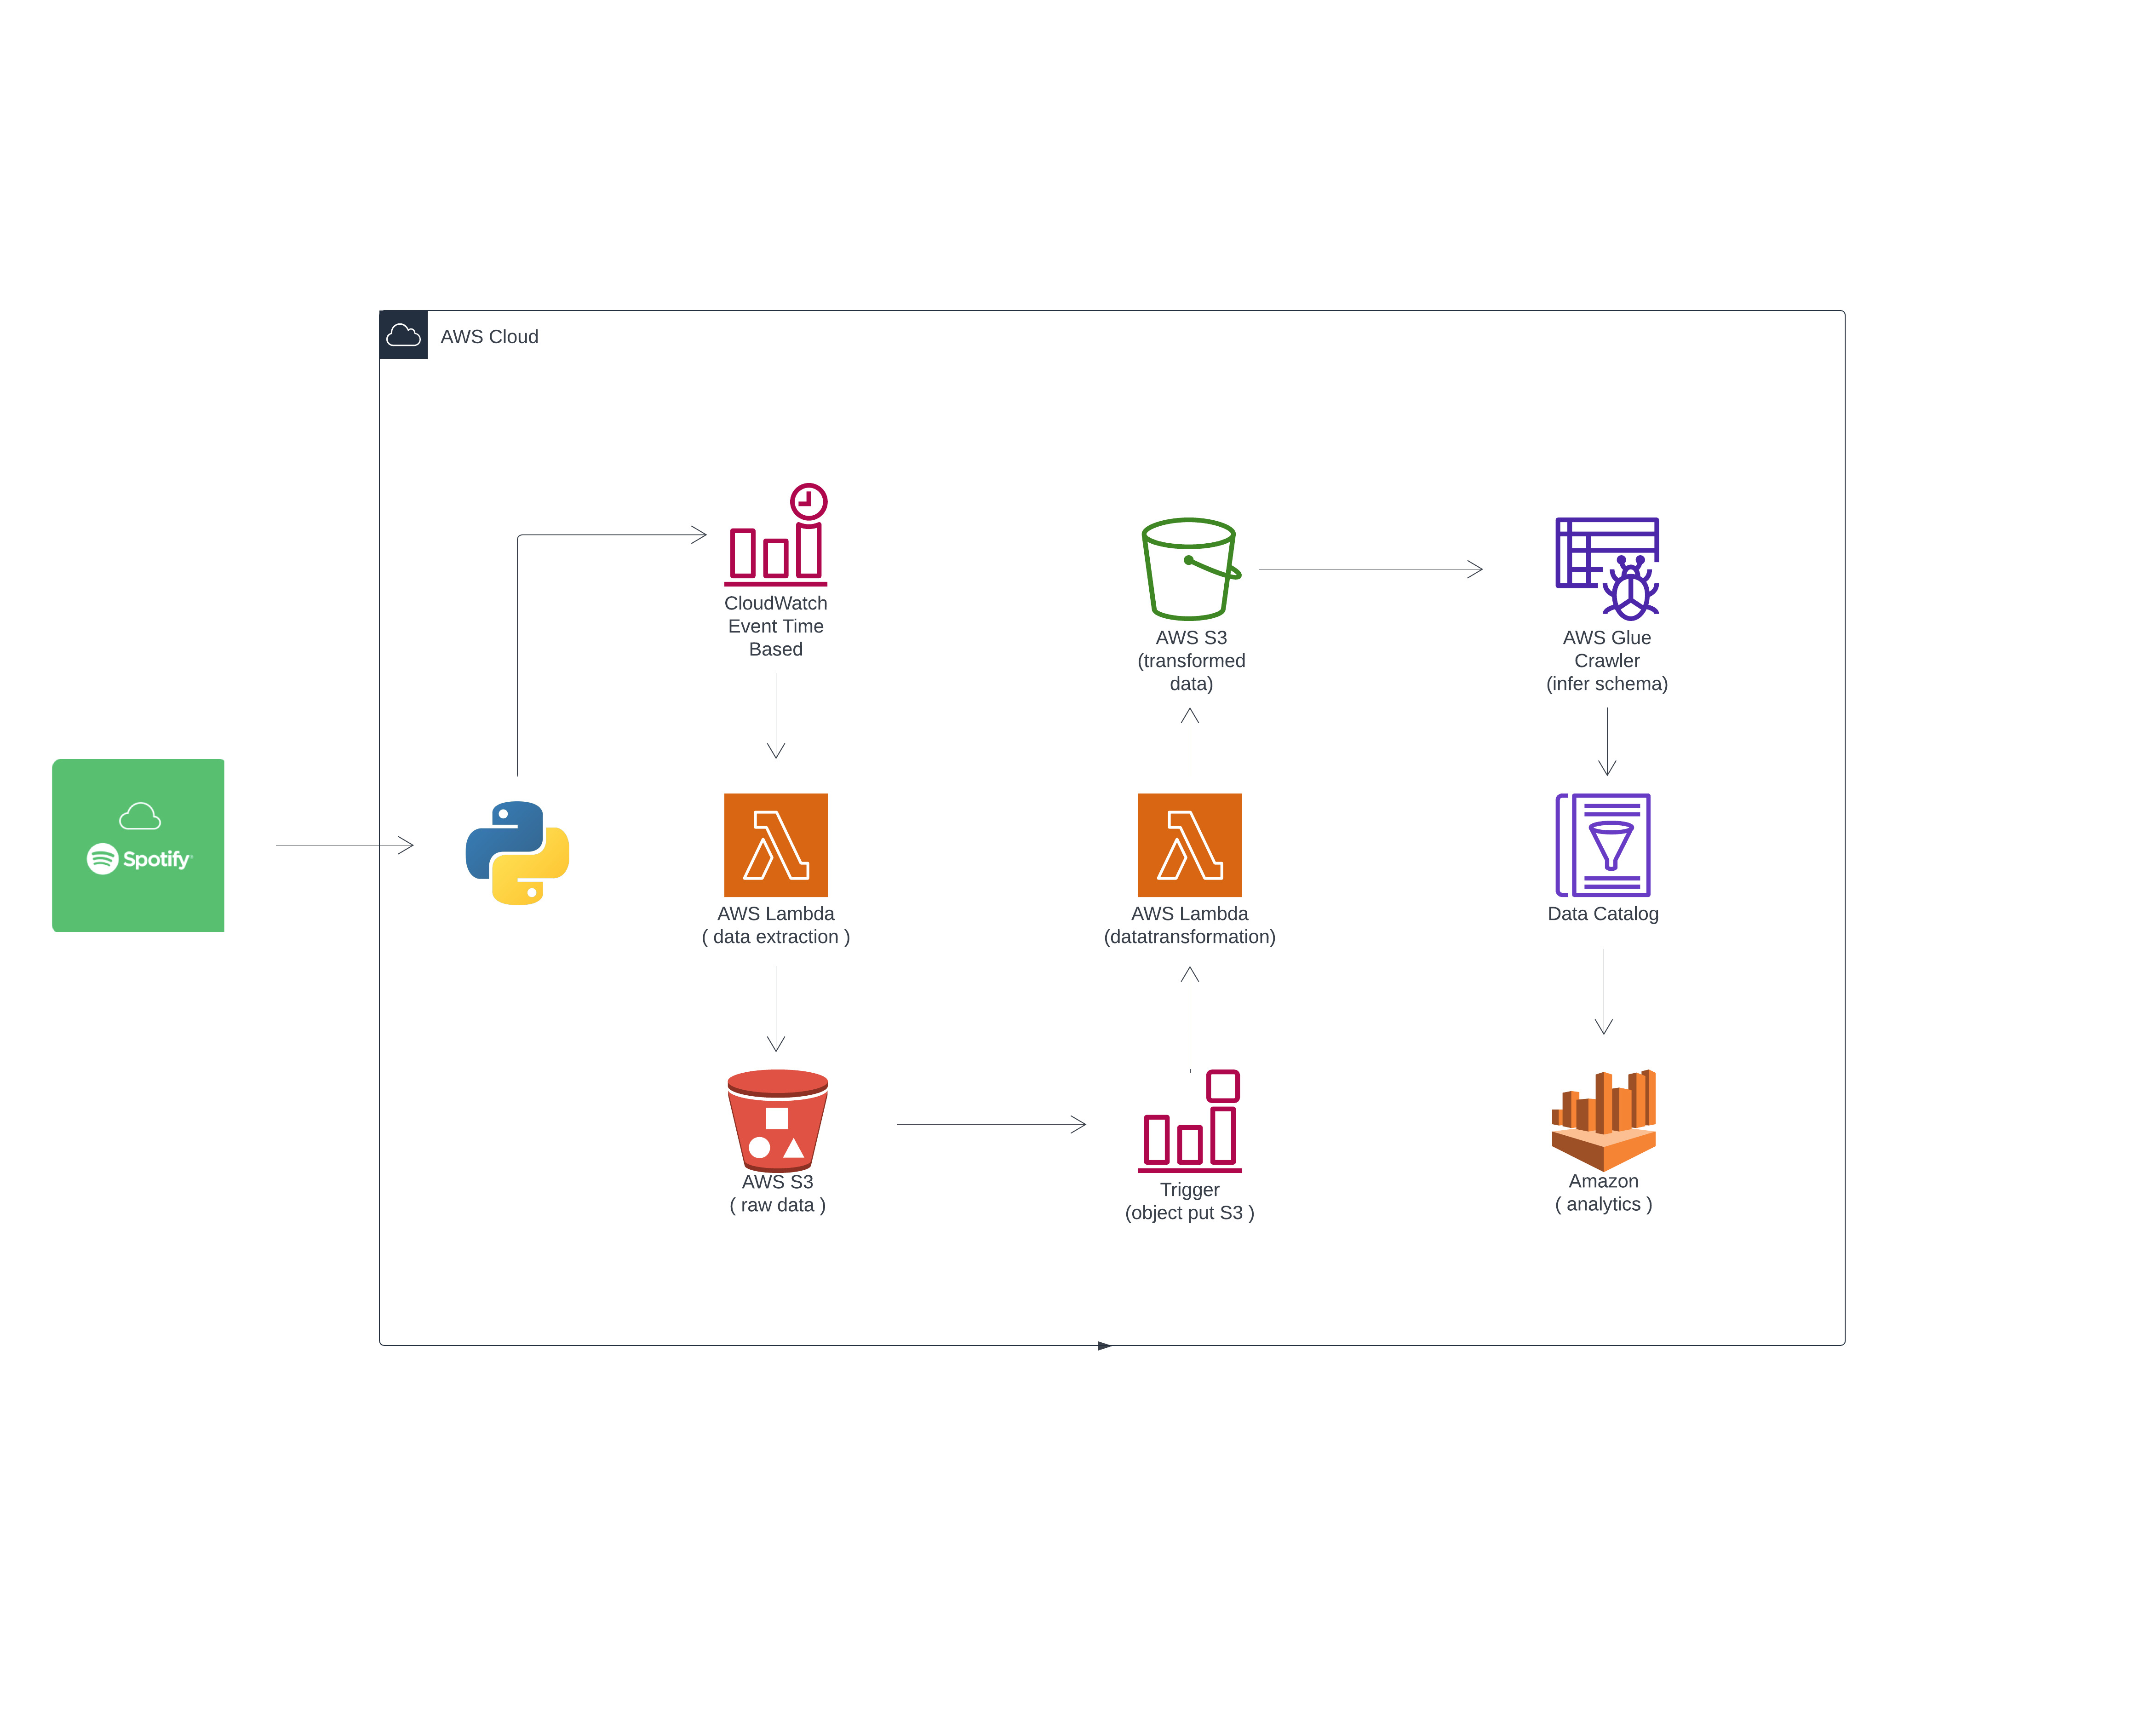 AWS Cloud
CloudWatch
Event Time
Based
AWS S3
(transformed
data)
AWS Glue
Crawler
(infer schema)
Spotify
AWS Lambda
( data extraction )
AWS Lambda
(datatransformation)
Data Catalog
AWS S3
( raw data )
Trigger
(object put S3 )
Amazon
( analytics )